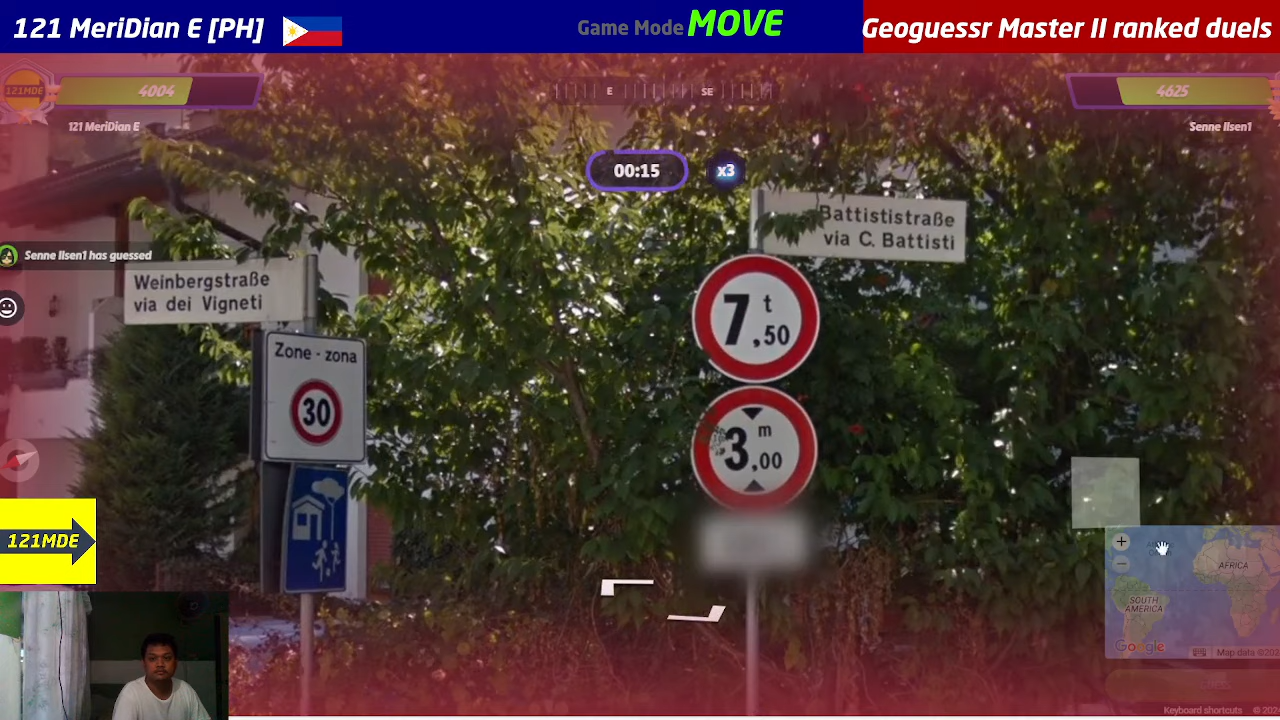 121 MeriDian E [PH]
Game Mode MOVE
Geoguessr Master II ranked duels
121MDE
4004
E
SE
4625
121 MeriDian E
Senne Ilsen1
00:15
x3
Battististraße
via C. Battisti
Senne Ilsen1 has guessed
Weinbergstraße
via dei Vigneti
7,50 t
Zone - zona
30
3,00 m
121MDE
+
−
AFRICA
SOUTH
AMERICA
Google
Map data ©202
Keyboard shortcuts
© 2024